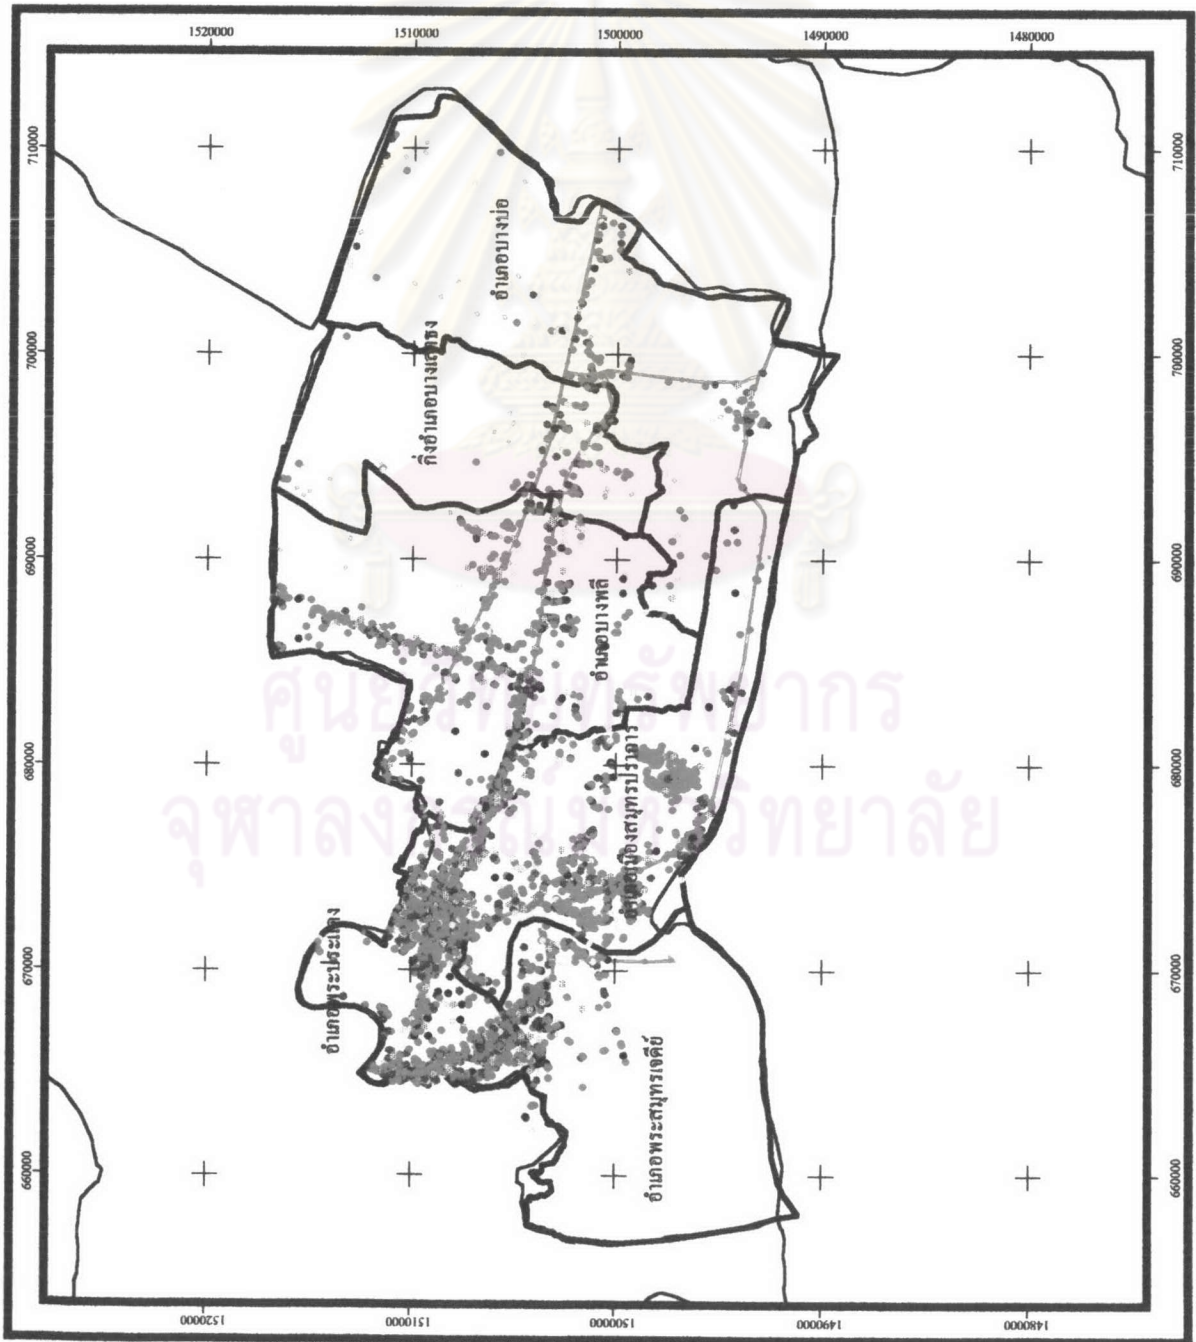 1520000
1510000
1500000
1490000
1480000
710000
700000
690000
680000
670000
660000
710000
700000
690000
680000
670000
660000
อำเภอบางบ่อ
กิ่งอำเภอบางเสาธง
อำเภอบางพลี
อำเภอเมืองสมุทรปราการ
อำเภอพระประแดง
อำเภอพระสมุทรเจดีย์
ศูนย์วิทยทรัพยากร
จุฬาลงกรณ์มหาวิทยาลัย
1520000
1510000
1500000
1490000
1480000